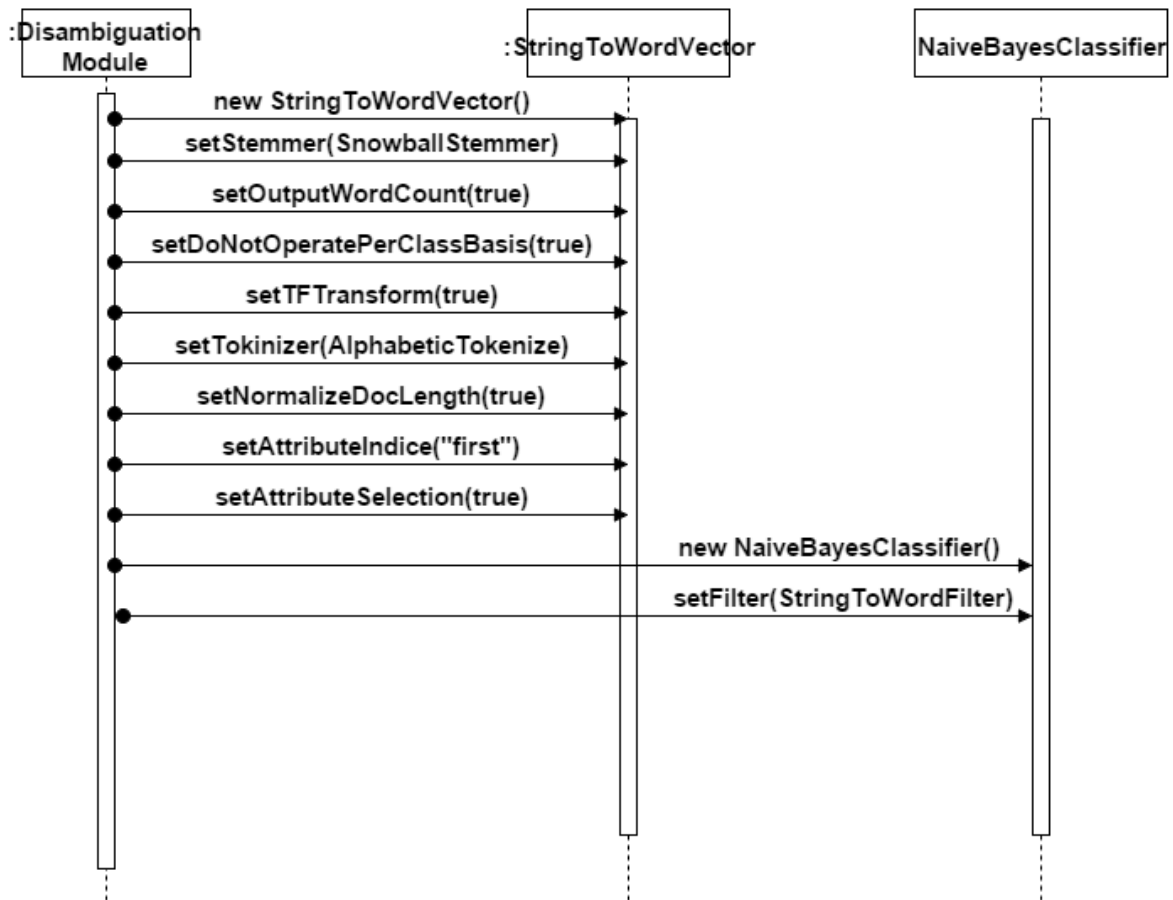 :Disambiguation
Module
:StringToWordVector
NaiveBayesClassifier
new StringToWordVector()
setStemmer(SnowballStemmer)
setOutputWordCount(true)
setDoNotOperatePerClassBasis(true)
setTFTransform(true)
setTokinizer(AlphabeticTokenize)
setNormalizeDocLength(true)
setAttributeIndice("first")
setAttributeSelection(true)
new NaiveBayesClassifier()
setFilter(StringToWordFilter)